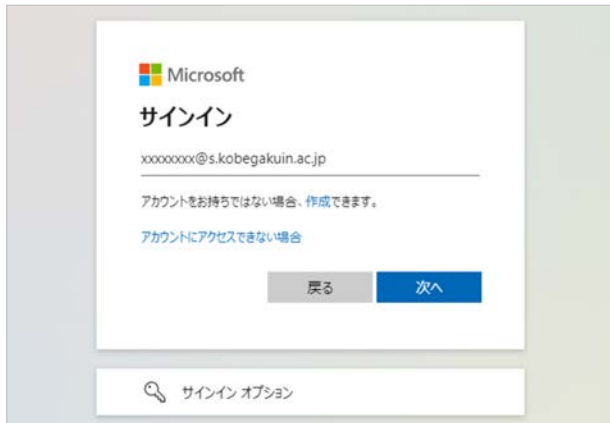 Microsoft
サインイン
xxxxxxxx@s.kobegakuin.ac.jp
アカウントをお持ちではない場合、作成できます。
アカウントにアクセスできない場合
戻る 次へ
サインイン オプション